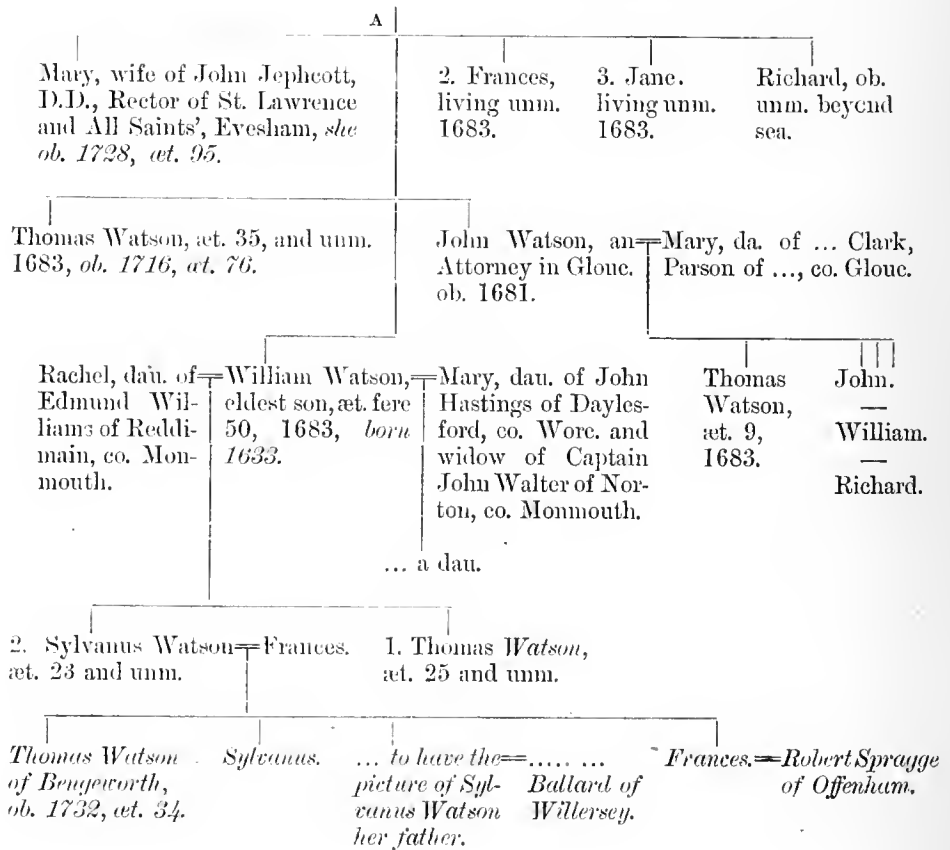 A
Mary, wife of John Jephcott,
D.D., Rector of St. Lawrence
and All Saints', Evesham, she
ob. 1728, æt. 95.
2. Frances,
living unm.
1683.
3. Jane.
living unm.
1683.
Richard, ob.
unm. beyond
sea.
Thomas Watson, æt. 35, and unm.
1683, ob. 1716, æt. 76.
John Watson, an
Attorney in Glouc.
ob. 1681.
Mary, da. of ... Clark,
Parson of ..., co. Glouc.
Rachel, dau. of
Edmund Wil-
liams of Reddi-
main, co. Mon-
mouth.
William Watson,
eldest son, æt. fere
50, 1683, born
1633.
Mary, dau. of John
Hastings of Dayles-
ford, co. Worc. and
widow of Captain
John Walter of Nor-
ton, co. Monmouth.
Thomas
Watson,
æt. 9,
1683.
John.
—
William.
—
Richard.
... a dau.
2. Sylvanus Watson
æt. 23 and unm.
Frances.
1. Thomas Watson,
æt. 25 and unm.
Thomas Watson
of Bengeworth,
ob. 1732, æt. 34.
Sylvanus.
... to have the
picture of Syl-
vanus Watson
her father.
..... ...
Ballard of
Willersey.
Frances.
Robert Spragge
of Offenham.